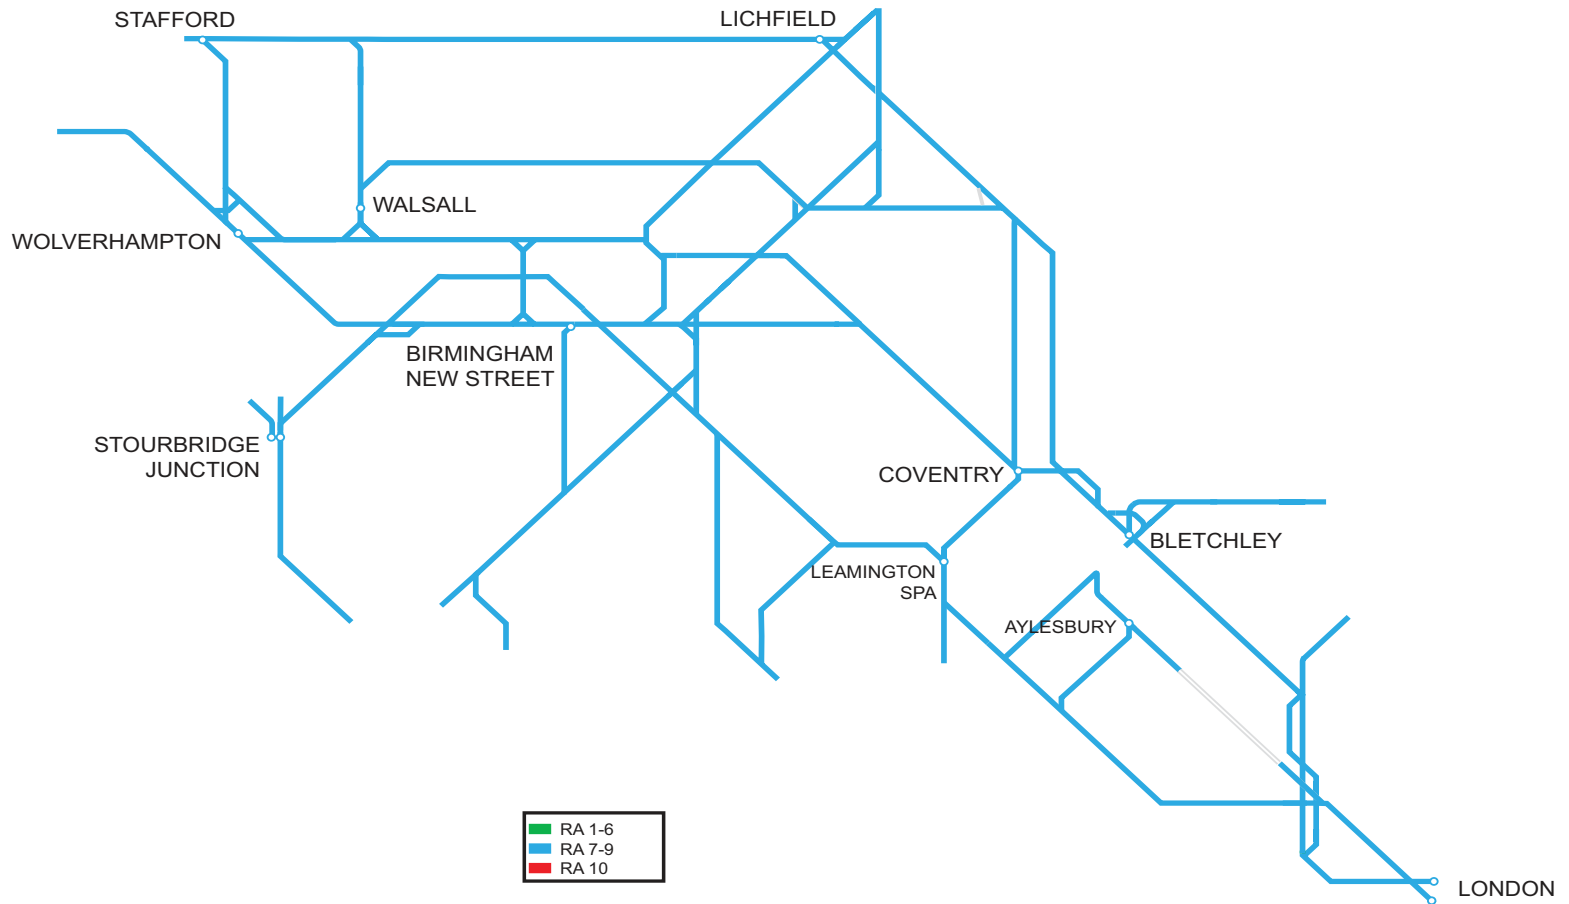 STAFFORD
LICHFIELD
WALSALL
WOLVERHAMPTON
BIRMINGHAM
NEW STREET
STOURBRIDGE
JUNCTION
COVENTRY
BLETCHLEY
LEAMINGTON
SPA
AYLESBURY
RA 1-6
RA 7-9
RA 10
LONDON